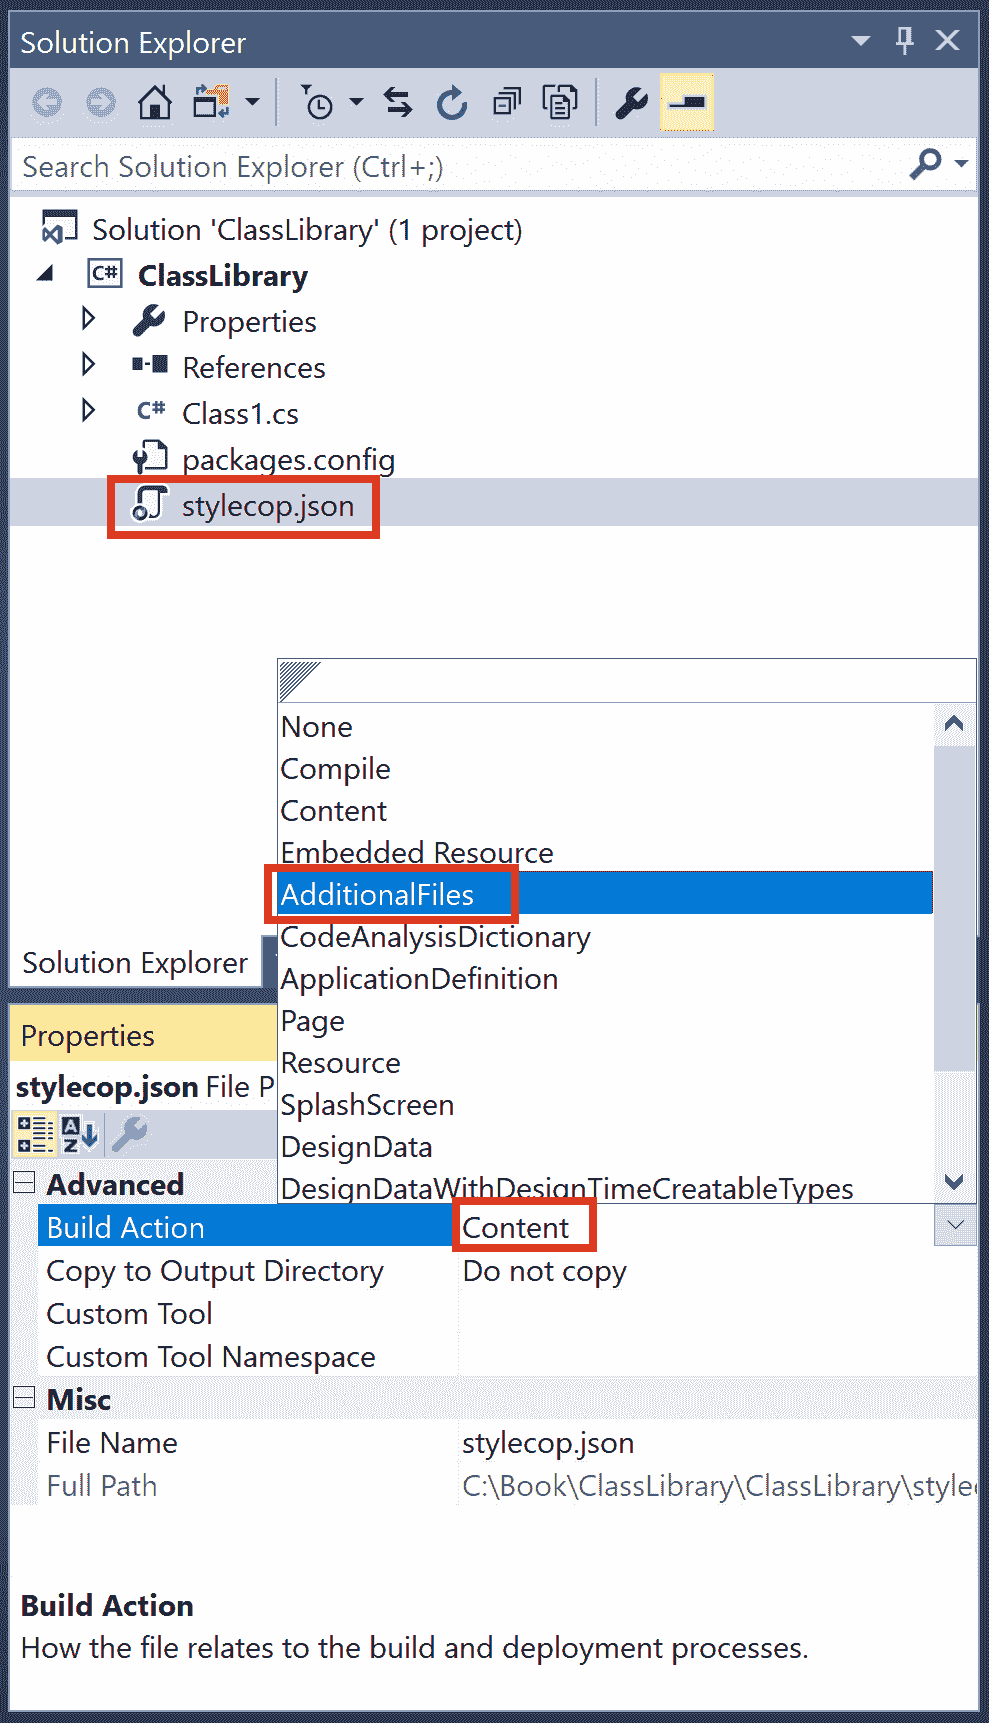 Solution Explorer
Search Solution Explorer (Ctrl+;)
Solution 'ClassLibrary' (1 project)
C# ClassLibrary
Properties
References
C# Class1.cs
packages.config
stylecop.json
None
Compile
Content
Embedded Resource
AdditionalFiles
CodeAnalysisDictionary
ApplicationDefinition
Page
Resource
SplashScreen
DesignData
DesignDataWithDesignTimeCreatableTypes
Solution Explorer
Properties
stylecop.json File P
A
Z
Advanced
Build Action Content
Copy to Output Directory Do not copy
Custom Tool
Custom Tool Namespace
Misc
File Name stylecop.json
Full Path C:\Book\ClassLibrary\ClassLibrary\style
Build Action
How the file relates to the build and deployment processes.